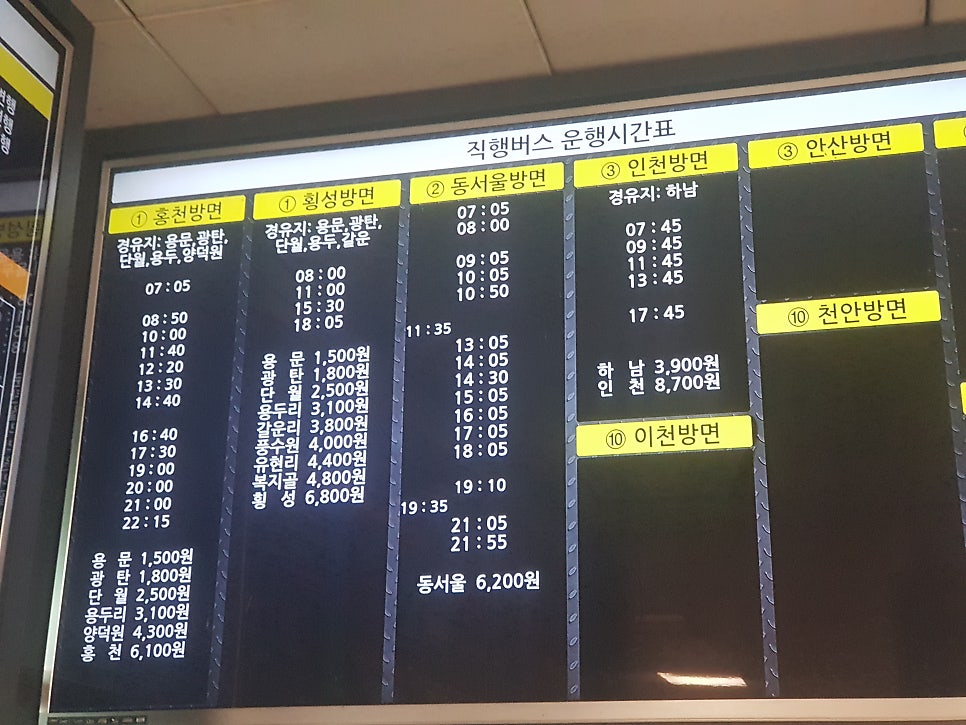 직행버스 운행시간표
① 홍천방면
경유지: 용문,광탄,
단월,용두,양덕원
07:05
08:50
10:00
11:40
12:20
13:30
14:40
16:40
17:30
19:00
20:00
21:00
22:15
용 문 1,500원
광 탄 1,800원
단 월 2,500원
용두리 3,100원
양덕원 4,300원
홍 천 6,100원
① 횡성방면
경유지: 용문,광탄,
단월,용두,갈운
08:00
11:00
15:30
18:05
용 문 1,500원
광 탄 1,800원
단 월 2,500원
용두리 3,100원
갈운리 3,800원
풍수원 4,000원
유현리 4,400원
복지골 4,800원
횡 성 6,800원
② 동서울방면
07:05
08:00
09:05
10:05
10:50
11:35
13:05
14:05
14:30
15:05
16:05
17:05
18:05
19:10
19:35
21:05
21:55
동서울 6,200원
③ 인천방면
경유지: 하남
07:45
09:45
11:45
13:45
17:45
하 남 3,900원
인 천 8,700원
⑩ 이천방면
③ 안산방면
⑩ 천안방면